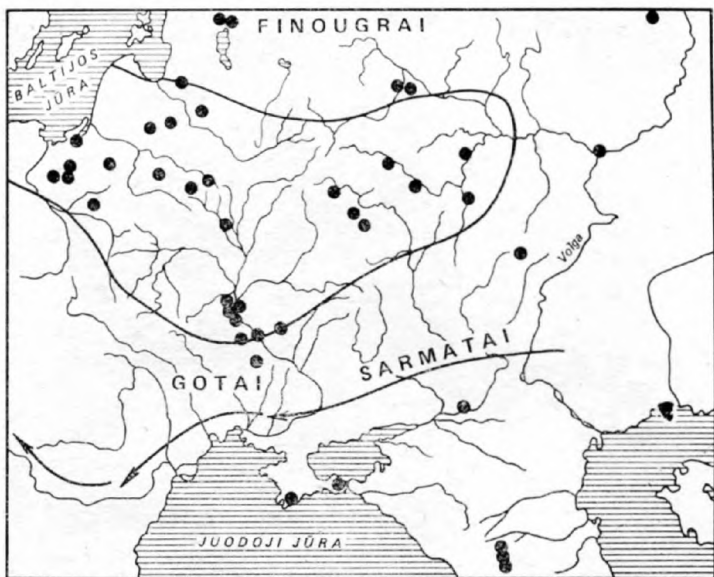 FINOUGRAI
BALTIJOS
JŪRA
Volga
SARMATAI
GOTAI
JUODOJI JŪRA